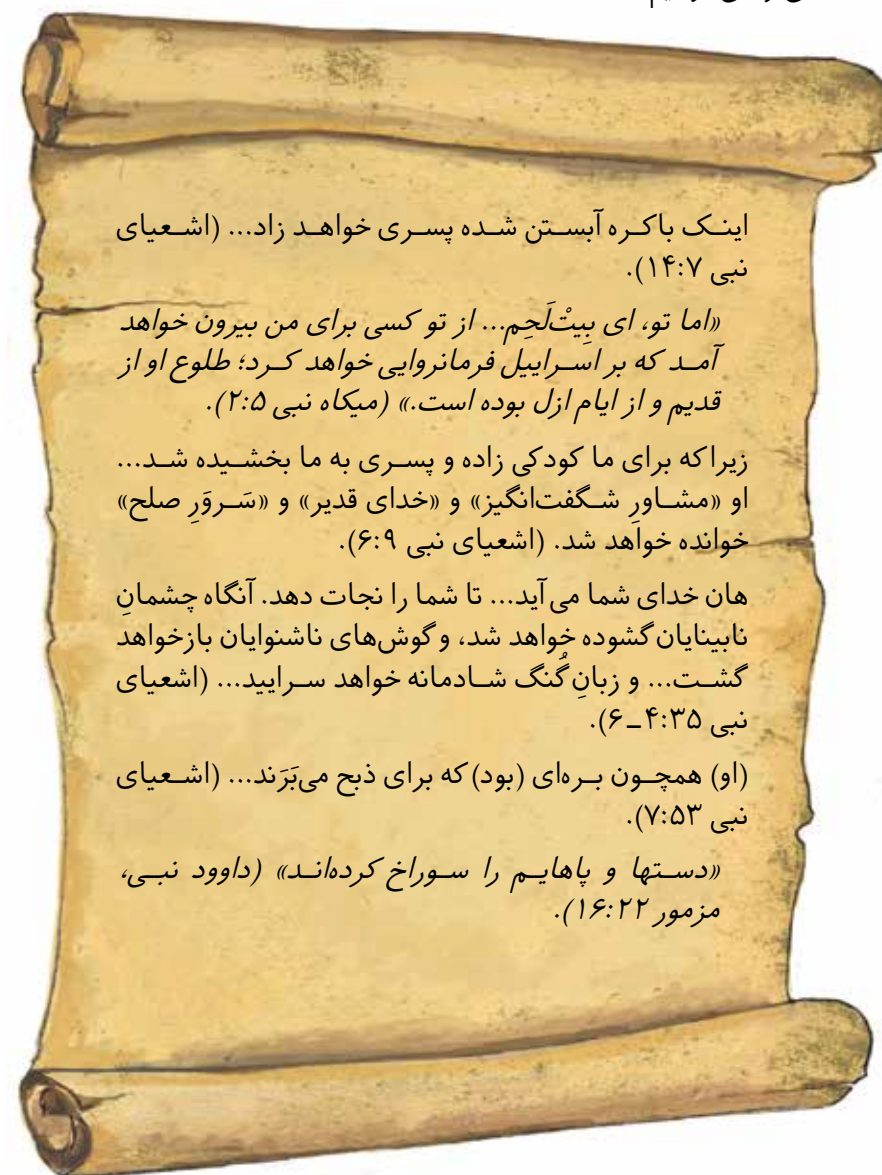 اینک باکره آبستن شده پسری خواهد زاد... (اشعیای
نبی ۱۴:۷).
«اما تو، ای بِیتْلَحِم... از تو کسی برای من بیرون خواهد
آمد که بر اسراییل فرمانروایی خواهد کرد؛ طلوع او از
قدیم و از ایام ازل بوده است.» (میکاه نبی ۲:۵).
زیراکه برای ما کودکی زاده و پسری به ما بخشیده شد...
او «مشاورِ شگفت‌انگیز» و «خدای قدیر» و «سَروَرِ صلح»
خوانده خواهد شد. (اشعیای نبی ۶:۹).
هان خدای شما می‌آید... تا شما را نجات دهد. آنگاه چشمانِ
نابینایان گشوده خواهد شد، و گوش‌های ناشنوایان بازخواهد
گشت... و زبانِ گُنگ شادمانه خواهد سرایید... (اشعیای
نبی ۴:۳۵ـ۶).
(او) همچون بره‌ای (بود) که برای ذبح می‌بَرَند... (اشعیای
نبی ۷:۵۳).
«دستها و پاهایم را سوراخ کرده‌اند» (داوود نبی،
مزمور ۱۶:۲۲).